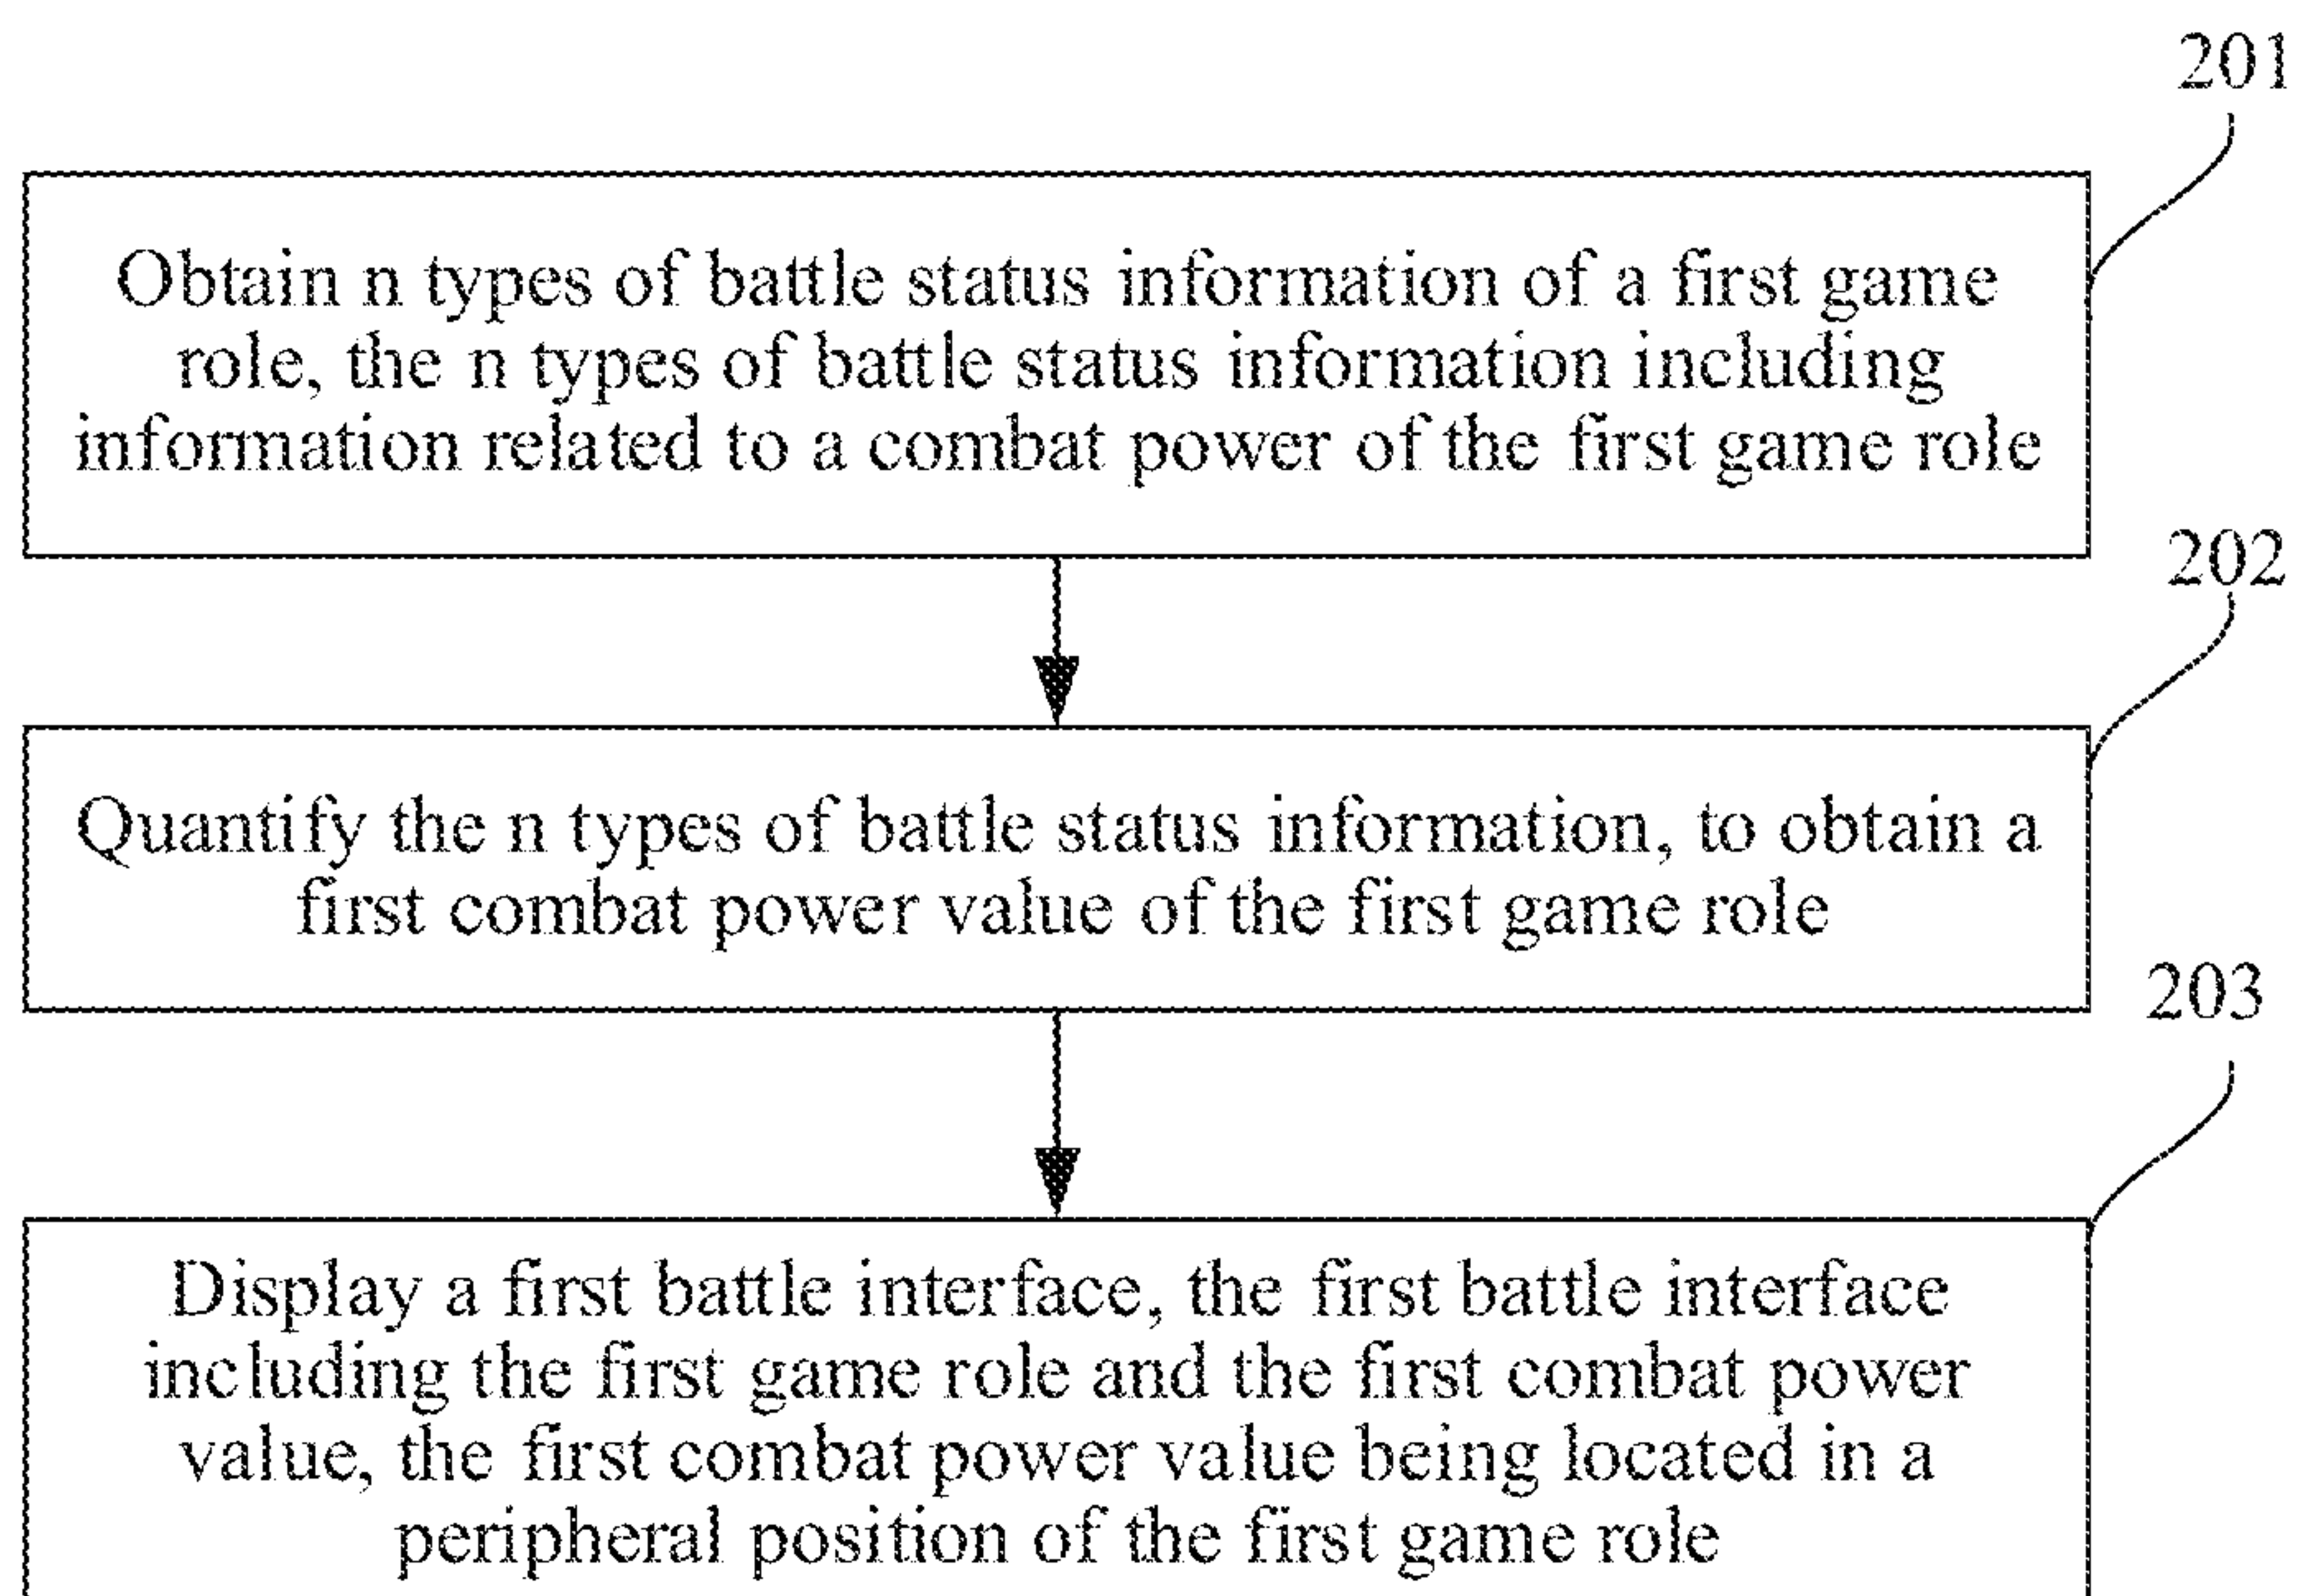 201
Obtain n types of battle status information of a first game
role, the n types of battle status information including
information related to a combat power of the first game role
202
Quantify the n types of battle status information, to obtain a
first combat power value of the first game role
203
Display a first battle interface, the first battle interface
including the first game role and the first combat power
value, the first combat power value being located in a
peripheral position of the first game role